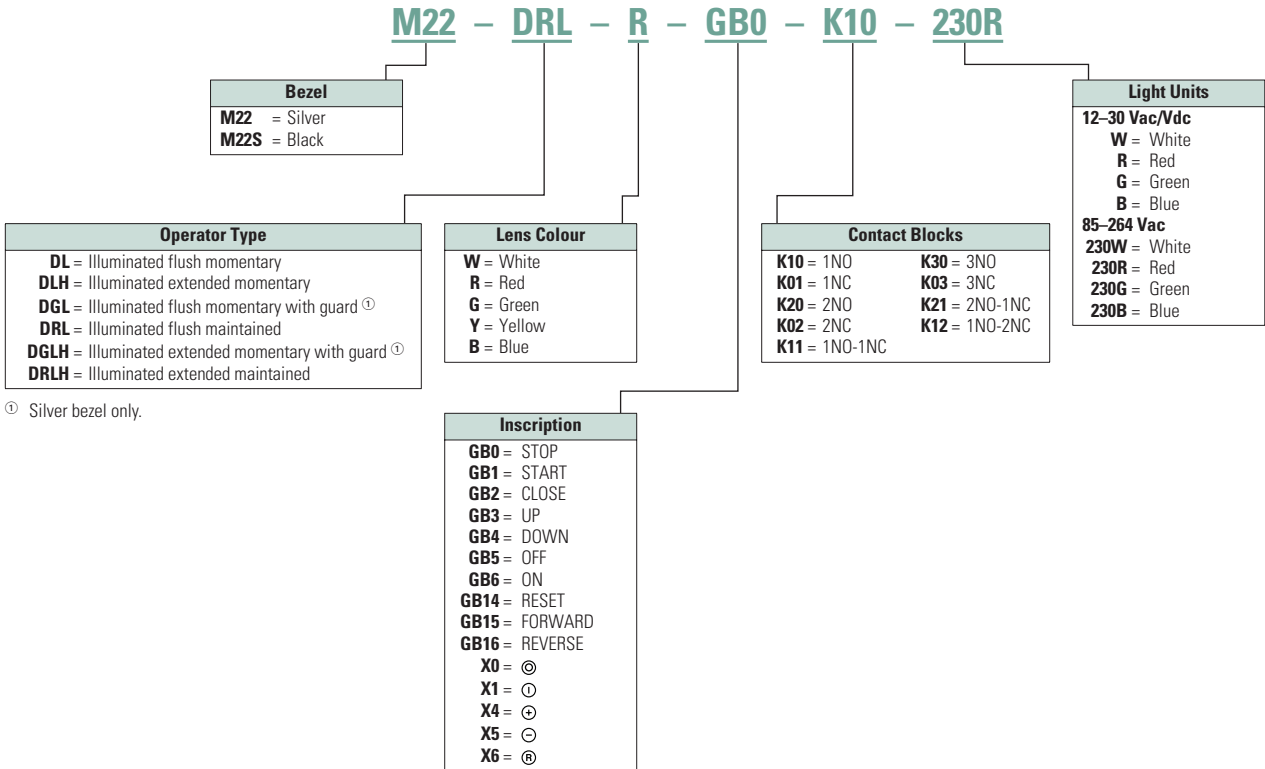 M22 – DRL – R – GB0 – K10 – 230R
Bezel
M22 = Silver
M22S = Black
Light Units
12–30 Vac/Vdc
W = White
R = Red
G = Green
B = Blue
85–264 Vac
230W = White
230R = Red
230G = Green
230B = Blue
Operator Type
DL = Illuminated flush momentary
DLH = Illuminated extended momentary
DGL = Illuminated flush momentary with guard ①
DRL = Illuminated flush maintained
DGLH = Illuminated extended momentary with guard ①
DRLH = Illuminated extended maintained
① Silver bezel only.
Lens Colour
W = White
R = Red
G = Green
Y = Yellow
B = Blue
Contact Blocks
K10 = 1NO K30 = 3NO
K01 = 1NC K03 = 3NC
K20 = 2NO K21 = 2NO-1NC
K02 = 2NC K12 = 1NO-2NC
K11 = 1NO-1NC
Inscription
GB0 = STOP
GB1 = START
GB2 = CLOSE
GB3 = UP
GB4 = DOWN
GB5 = OFF
GB6 = ON
GB14 = RESET
GB15 = FORWARD
GB16 = REVERSE
X0 = ⌾
X1 = Ⓘ
X4 = ⊕
X5 = ⊖
X6 = Ⓡ